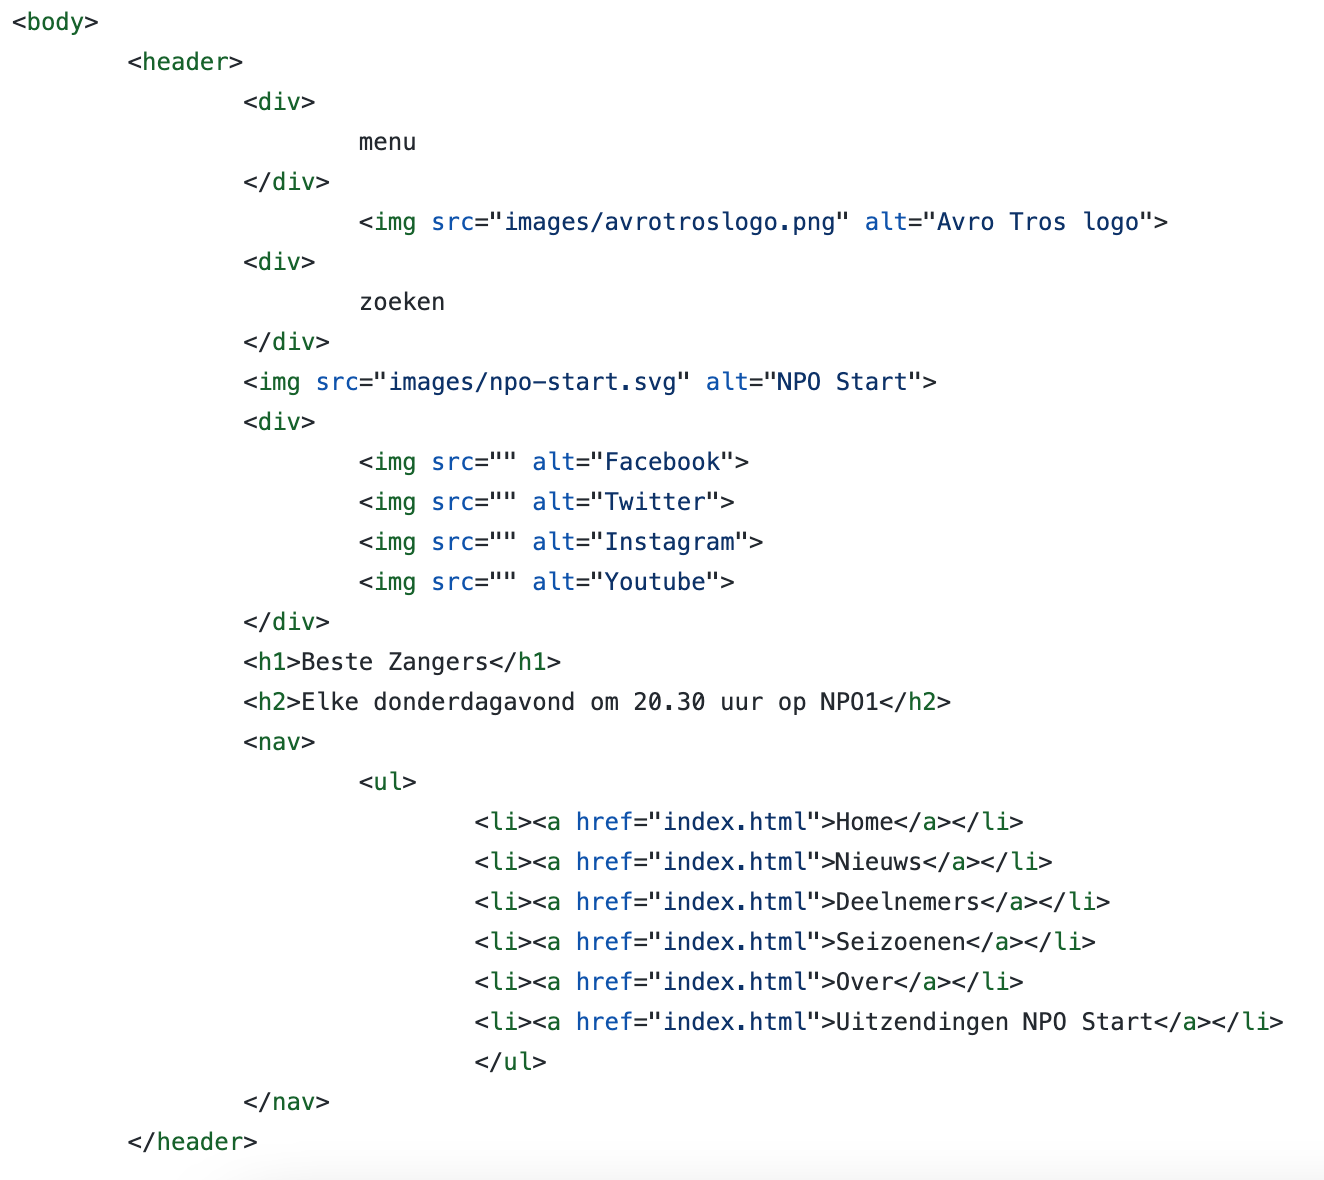 <body>
<header>
<div>
menu
</div>
<img src="images/avrotroslogo.png" alt="Avro Tros logo">
<div>
zoeken
</div>
<img src="images/npo-start.svg" alt="NPO Start">
<div>
<img src="" alt="Facebook">
<img src="" alt="Twitter">
<img src="" alt="Instagram">
<img src="" alt="Youtube">
</div>
<h1>Beste Zangers</h1>
<h2>Elke donderdagavond om 20.30 uur op NPO1</h2>
<nav>
<ul>
<li><a href="index.html">Home</a></li>
<li><a href="index.html">Nieuws</a></li>
<li><a href="index.html">Deelnemers</a></li>
<li><a href="index.html">Seizoenen</a></li>
<li><a href="index.html">Over</a></li>
<li><a href="index.html">Uitzendingen NPO Start</a></li>
</ul>
</nav>
</header>